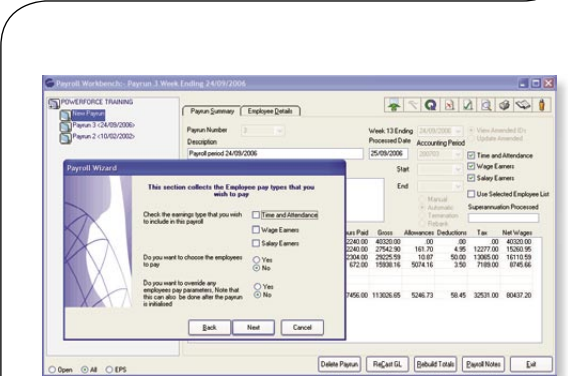 Payroll Workbench:- Payrun 3 Week Ending 24/09/2006
POWERFORCE TRAINING
New Payrun
Payrun 3 <24/09/2006>
Payrun 2 <10/02/2002>
Payrun Summary Employee Details
Payrun Number 3
Description
Payroll period 24/09/2006
Week 13 Ending 24/09/2006
Processed Date Accounting Period
25/09/2006 200703
View Amended IDs
Update Amended
Time and Attendance
Wage Earners
Salary Earners
Use Selected Employee List
Superannuation Processed
Start
End
Manual
Automatic
Termination
Rebank
Payroll Wizard
This section collects the Employee pay types that you
wish to pay
Check the earnings type that you wish
to include in this payroll
Time and Attendance
Wage Earners
Salary Earners
Do you want to choose the employees
to pay
Yes
No
Do you want to override any
employees pay parameters, Note that
this can also be done after the payrun
is initialised
Yes
No
Back Next Cancel
ours Paid Gross Allowances Deductions Tax Net Wages
2240.00 40320.00 .00 .00 .00 40320.00
2240.00 27542.90 161.70 4.95 12277.00 15260.95
2304.00 29225.59 10.87 50.00 13065.00 16110.59
672.00 15938.16 5074.16 3.50 7189.00 8745.66
7456.00 113026.65 5246.73 58.45 32531.00 80437.20
Open All EPS
Delete Payrun ReCast GL Rebuild Totals Payroll Notes Exit